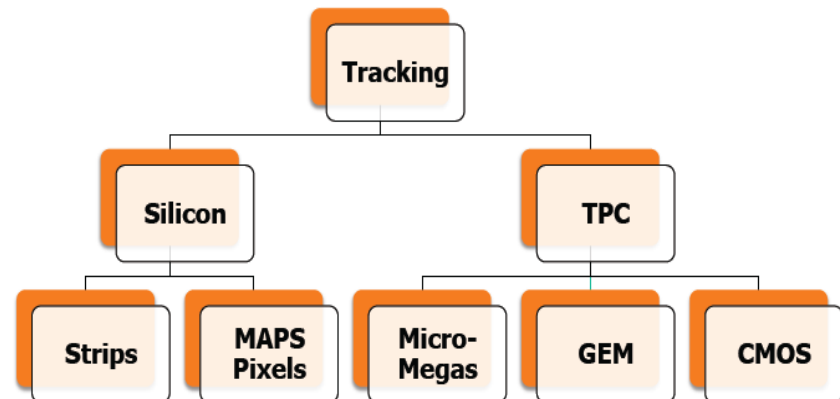 Tracking
Silicon
TPC
Strips
MAPS
Pixels
Micro-
Megas
GEM
CMOS